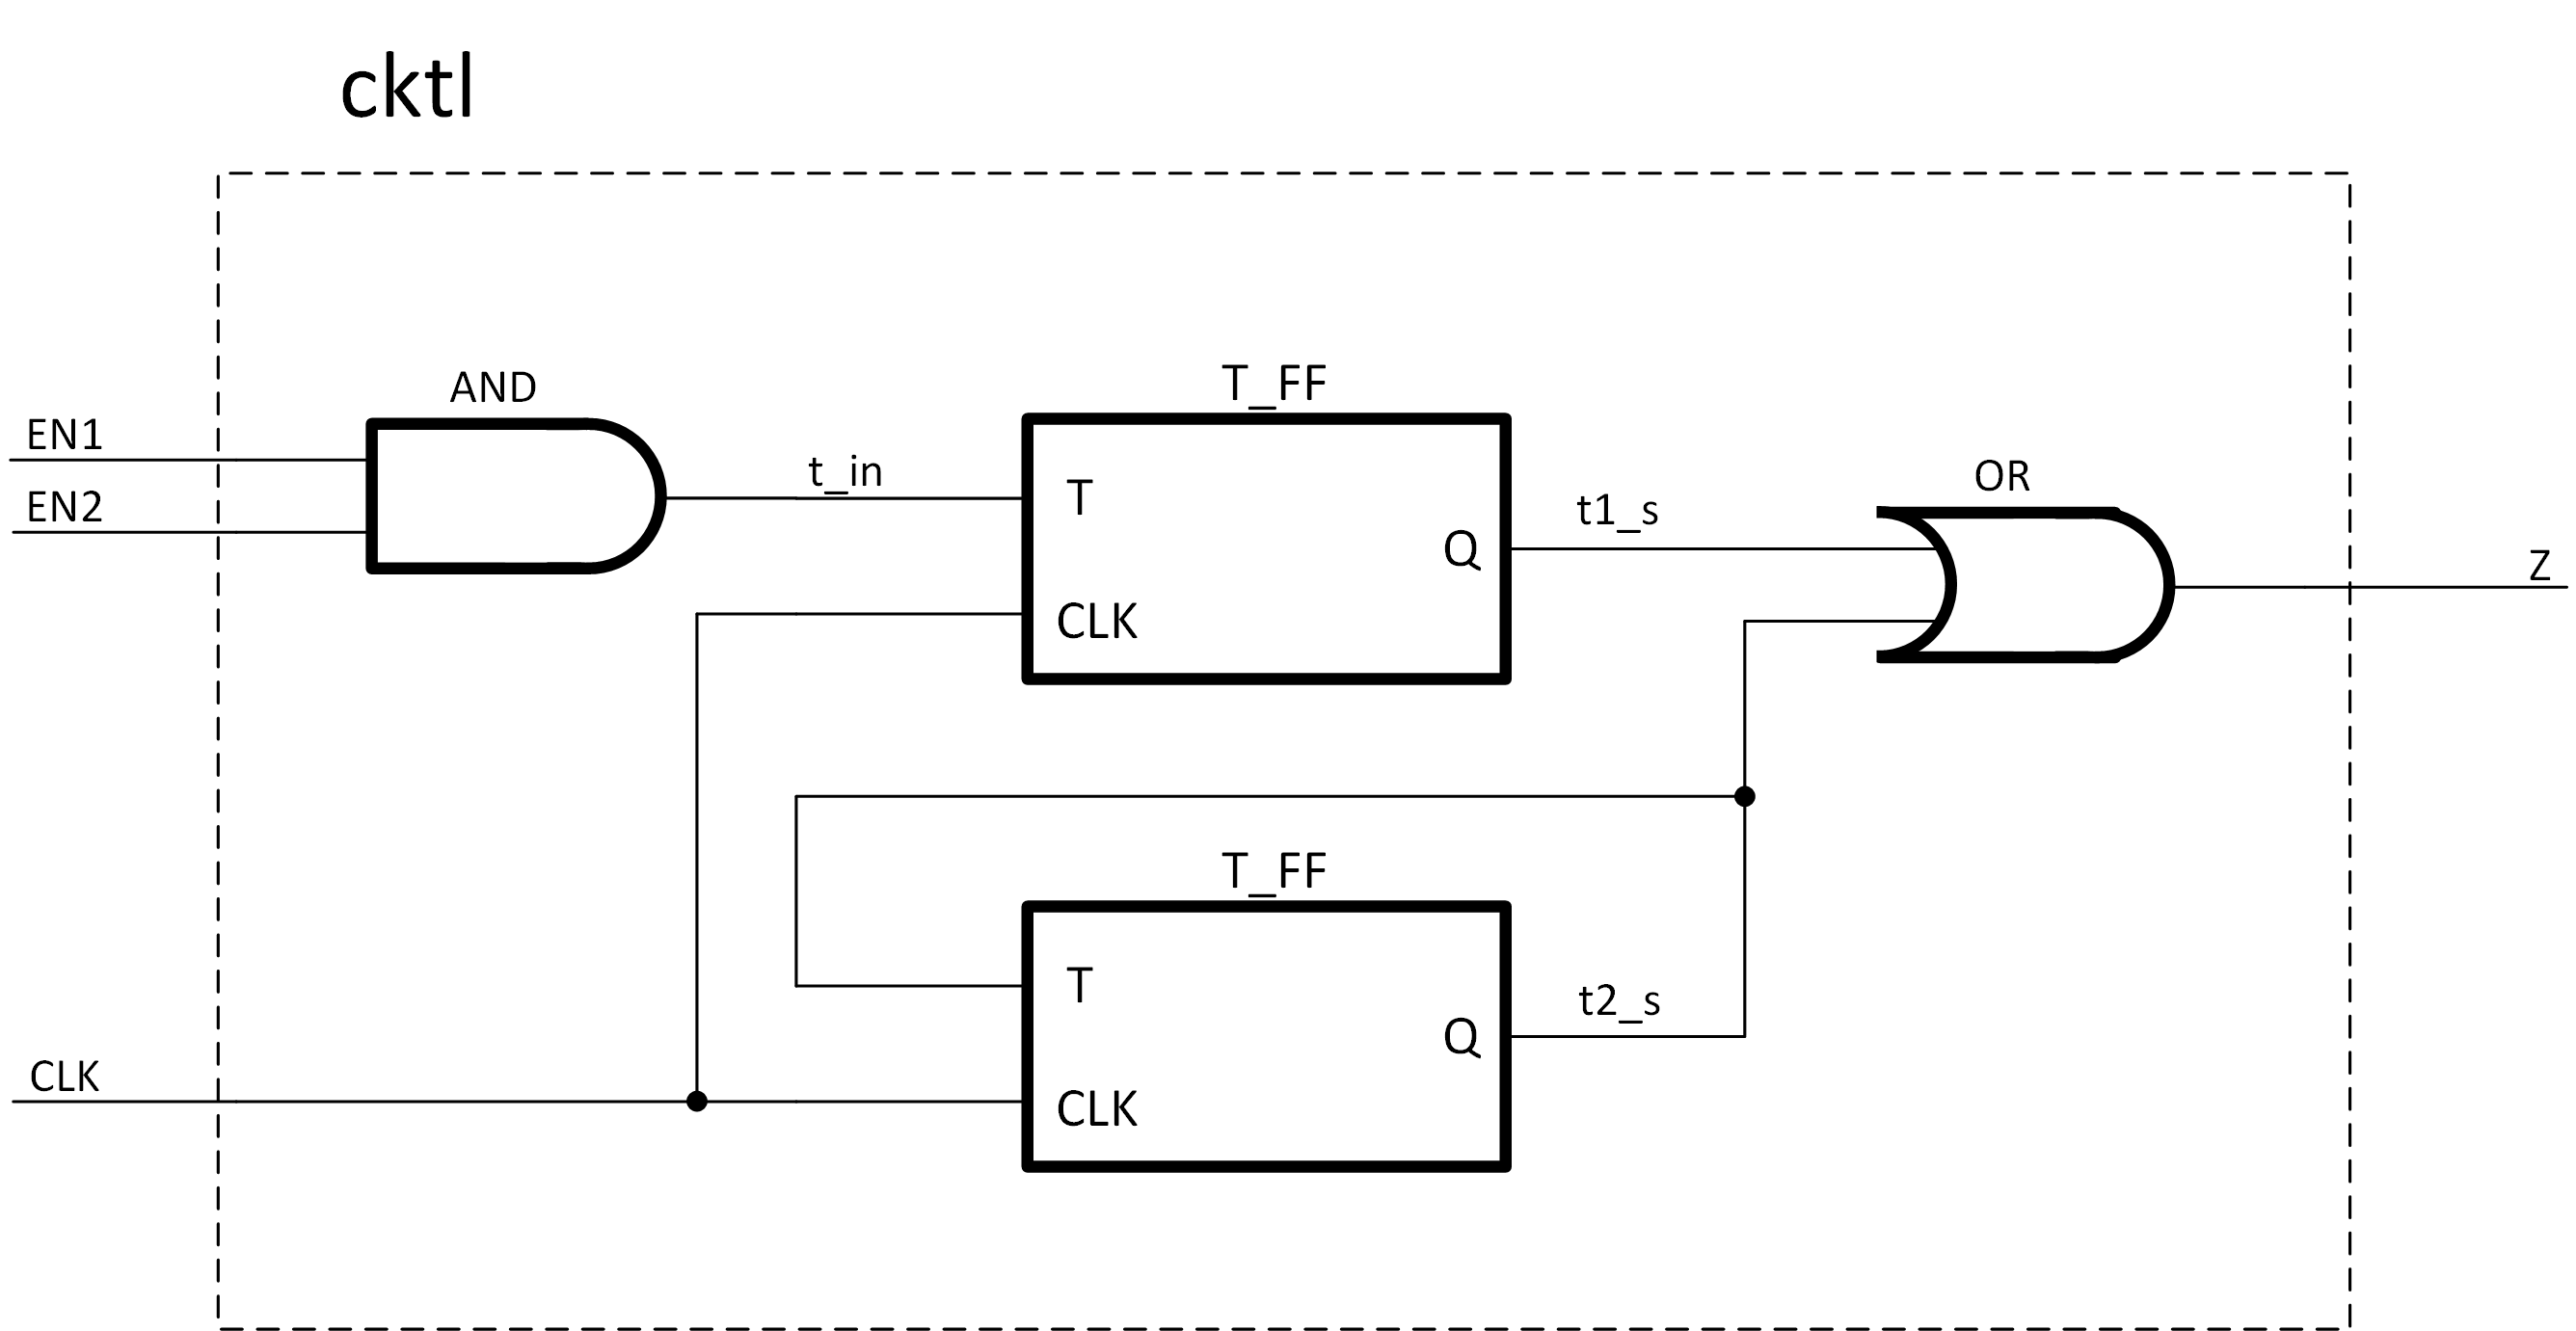 cktl
AND
EN1
EN2
t_in
T_FF
T
Q
CLK
t1_s
OR
Z
T_FF
T
Q
CLK
t2_s
CLK